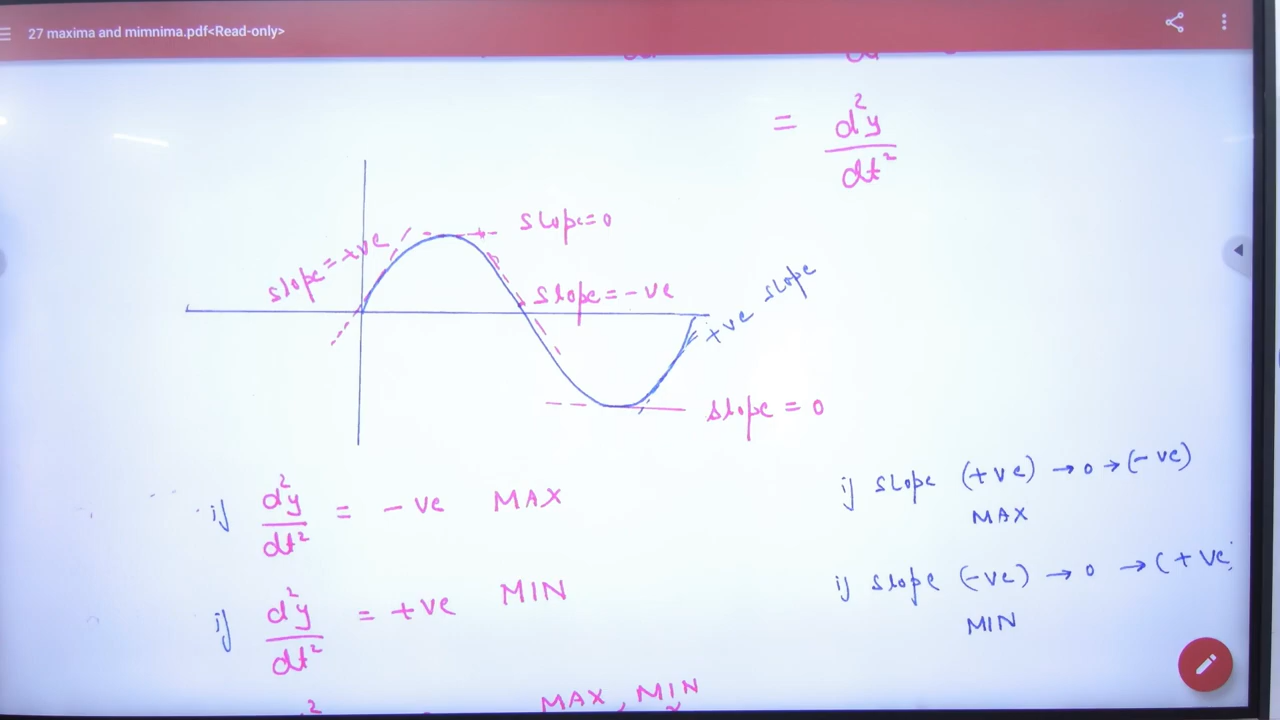 27 maxima and mimnima.pdf<Read-only>
= d²y/dt²
slope = 0
slope = +ve
slope = -ve
+ve slope
slope = 0
if d²y/dt² = - ve MAX
if slope (+ve) → 0 → (- ve)
MAX
if d²y/dt² = +ve MIN
if slope (-ve) → 0 → (+ ve)
MIN
MAX, MIN